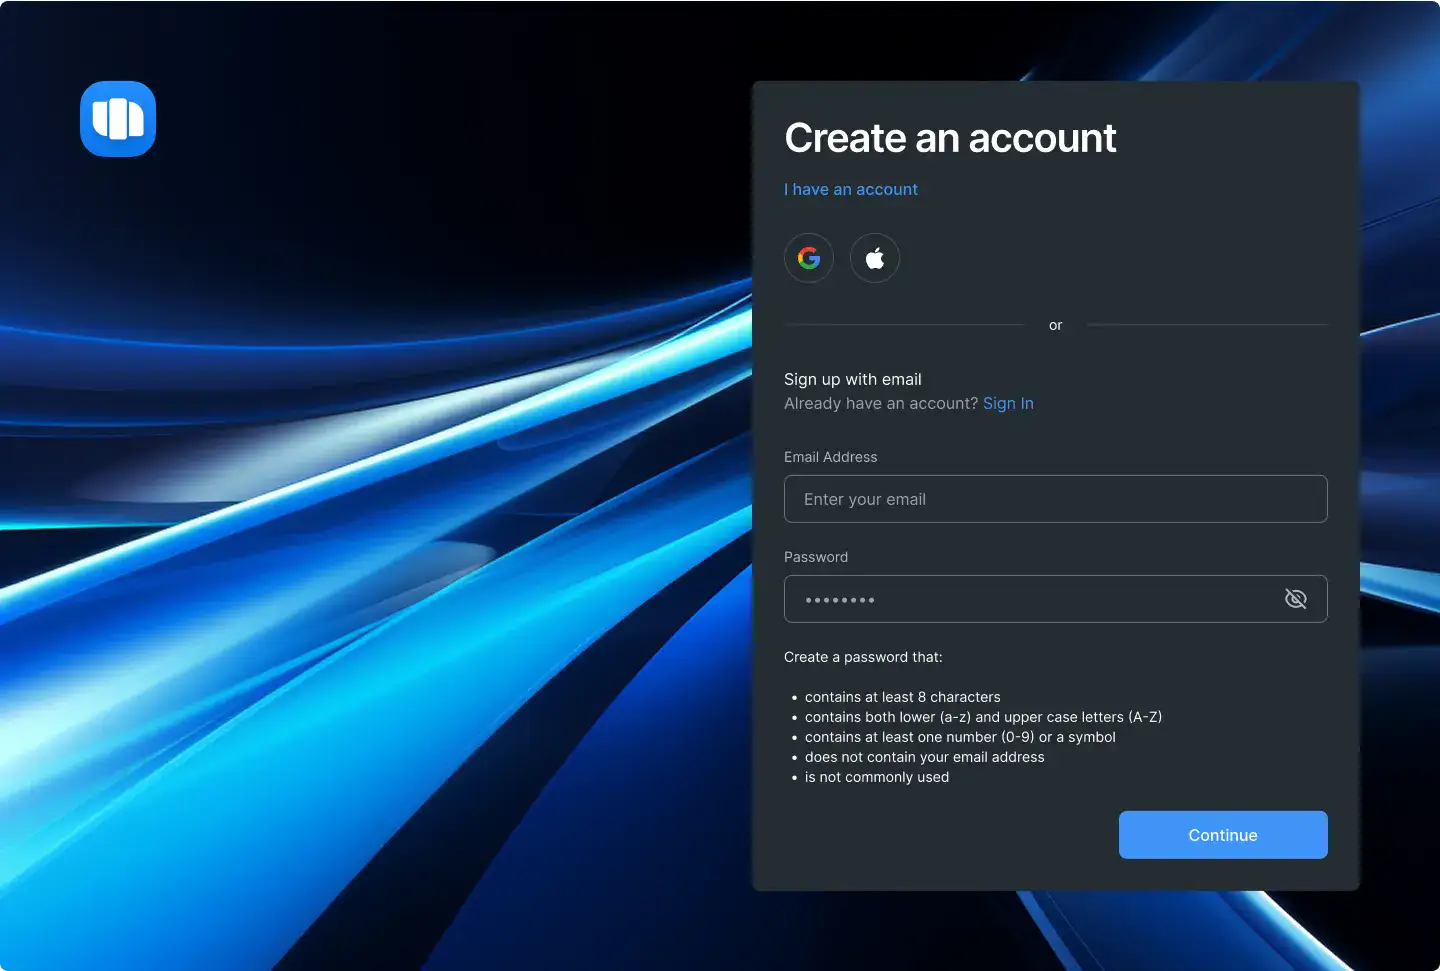 Create an account
I have an account
or
Sign up with email
Already have an account? Sign In
Email Address
Enter your email
Password
Create a password that:
• contains at least 8 characters
• contains both lower (a-z) and upper case letters (A-Z)
• contains at least one number (0-9) or a symbol
• does not contain your email address
• is not commonly used
Continue